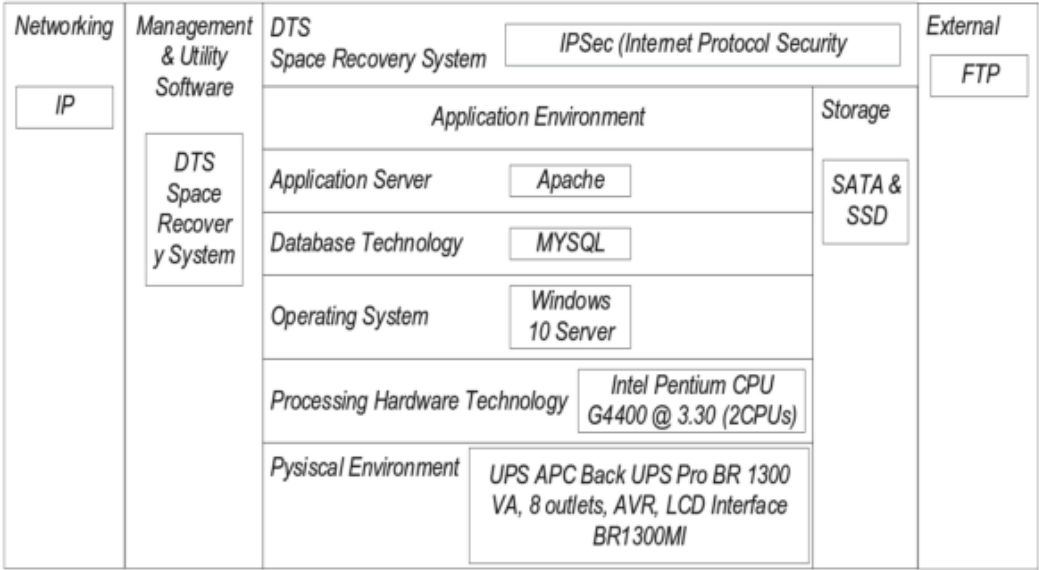 Networking
IP
Management
& Utility
Software
DTS
Space
Recover
y System
DTS
Space Recovery System
IPSec (Internet Protocol Security
Application Environment
Application Server
Apache
Database Technology
MYSQL
Operating System
Windows
10 Server
Processing Hardware Technology
Intel Pentium CPU
G4400 @ 3.30 (2CPUs)
Pysiscal Environment
UPS APC Back UPS Pro BR 1300
VA, 8 outlets, AVR, LCD Interface
BR1300MI
Storage
SATA &
SSD
External
FTP